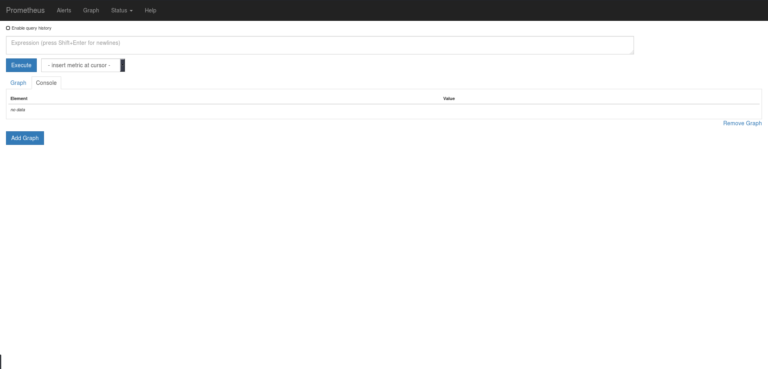 Prometheus Alerts Graph Status Help
Enable query history
Expression (press Shift+Enter for newlines)
Execute - insert metric at cursor -
Graph Console
Element Value
no data
Remove Graph
Add Graph